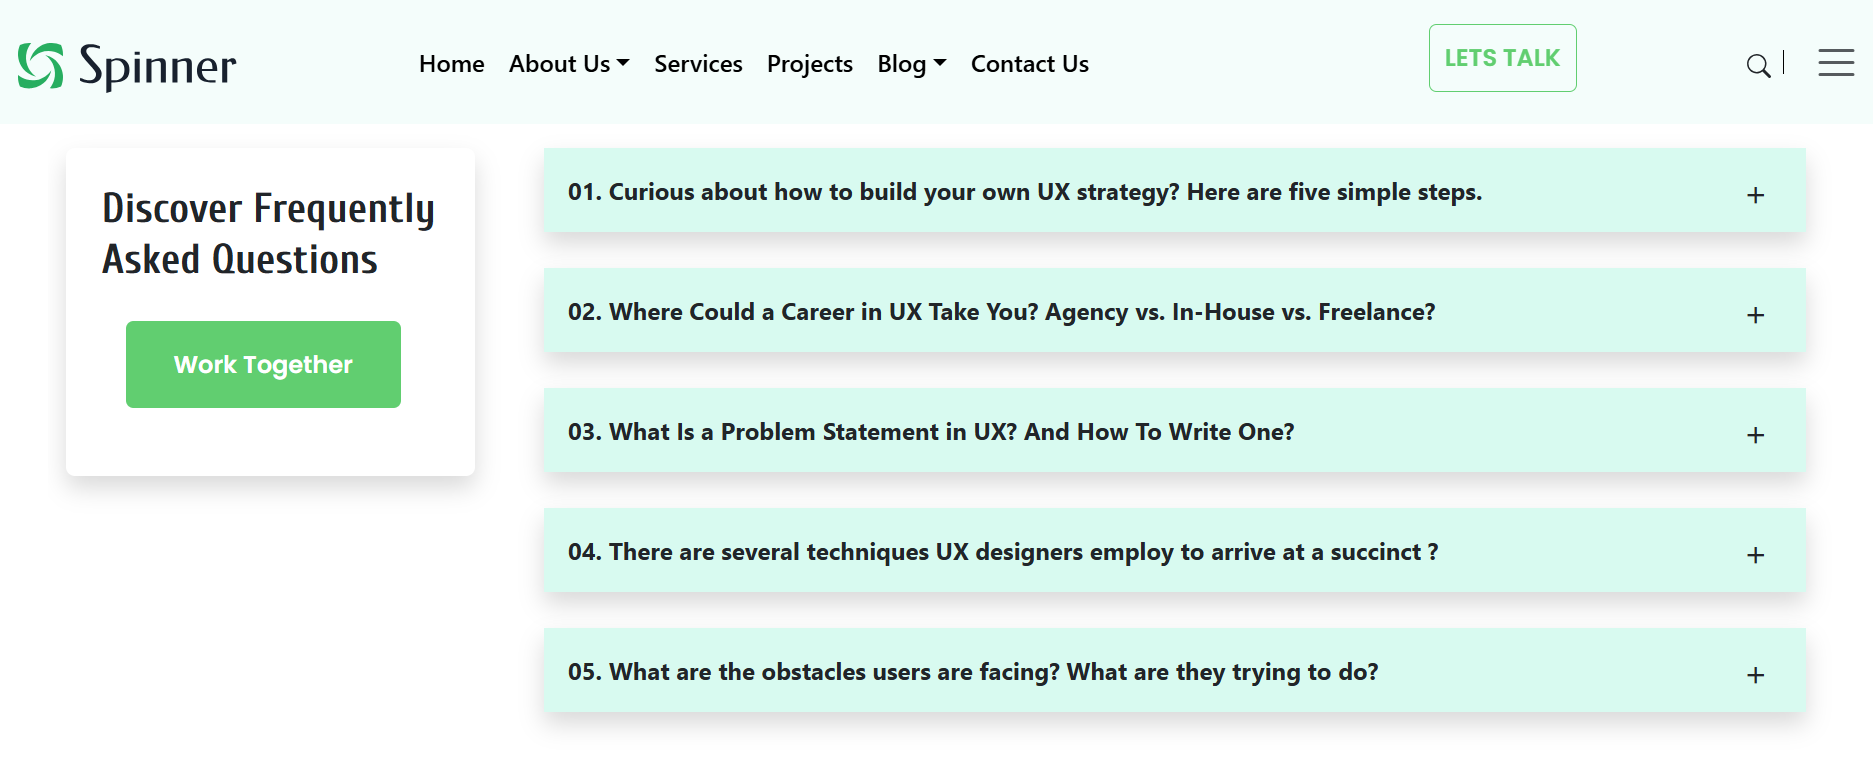 Spinner
Home About Us Services Projects Blog Contact Us
LETS TALK
Discover Frequently
Asked Questions
Work Together
01. Curious about how to build your own UX strategy? Here are five simple steps.
02. Where Could a Career in UX Take You? Agency vs. In-House vs. Freelance?
03. What Is a Problem Statement in UX? And How To Write One?
04. There are several techniques UX designers employ to arrive at a succinct ?
05. What are the obstacles users are facing? What are they trying to do?